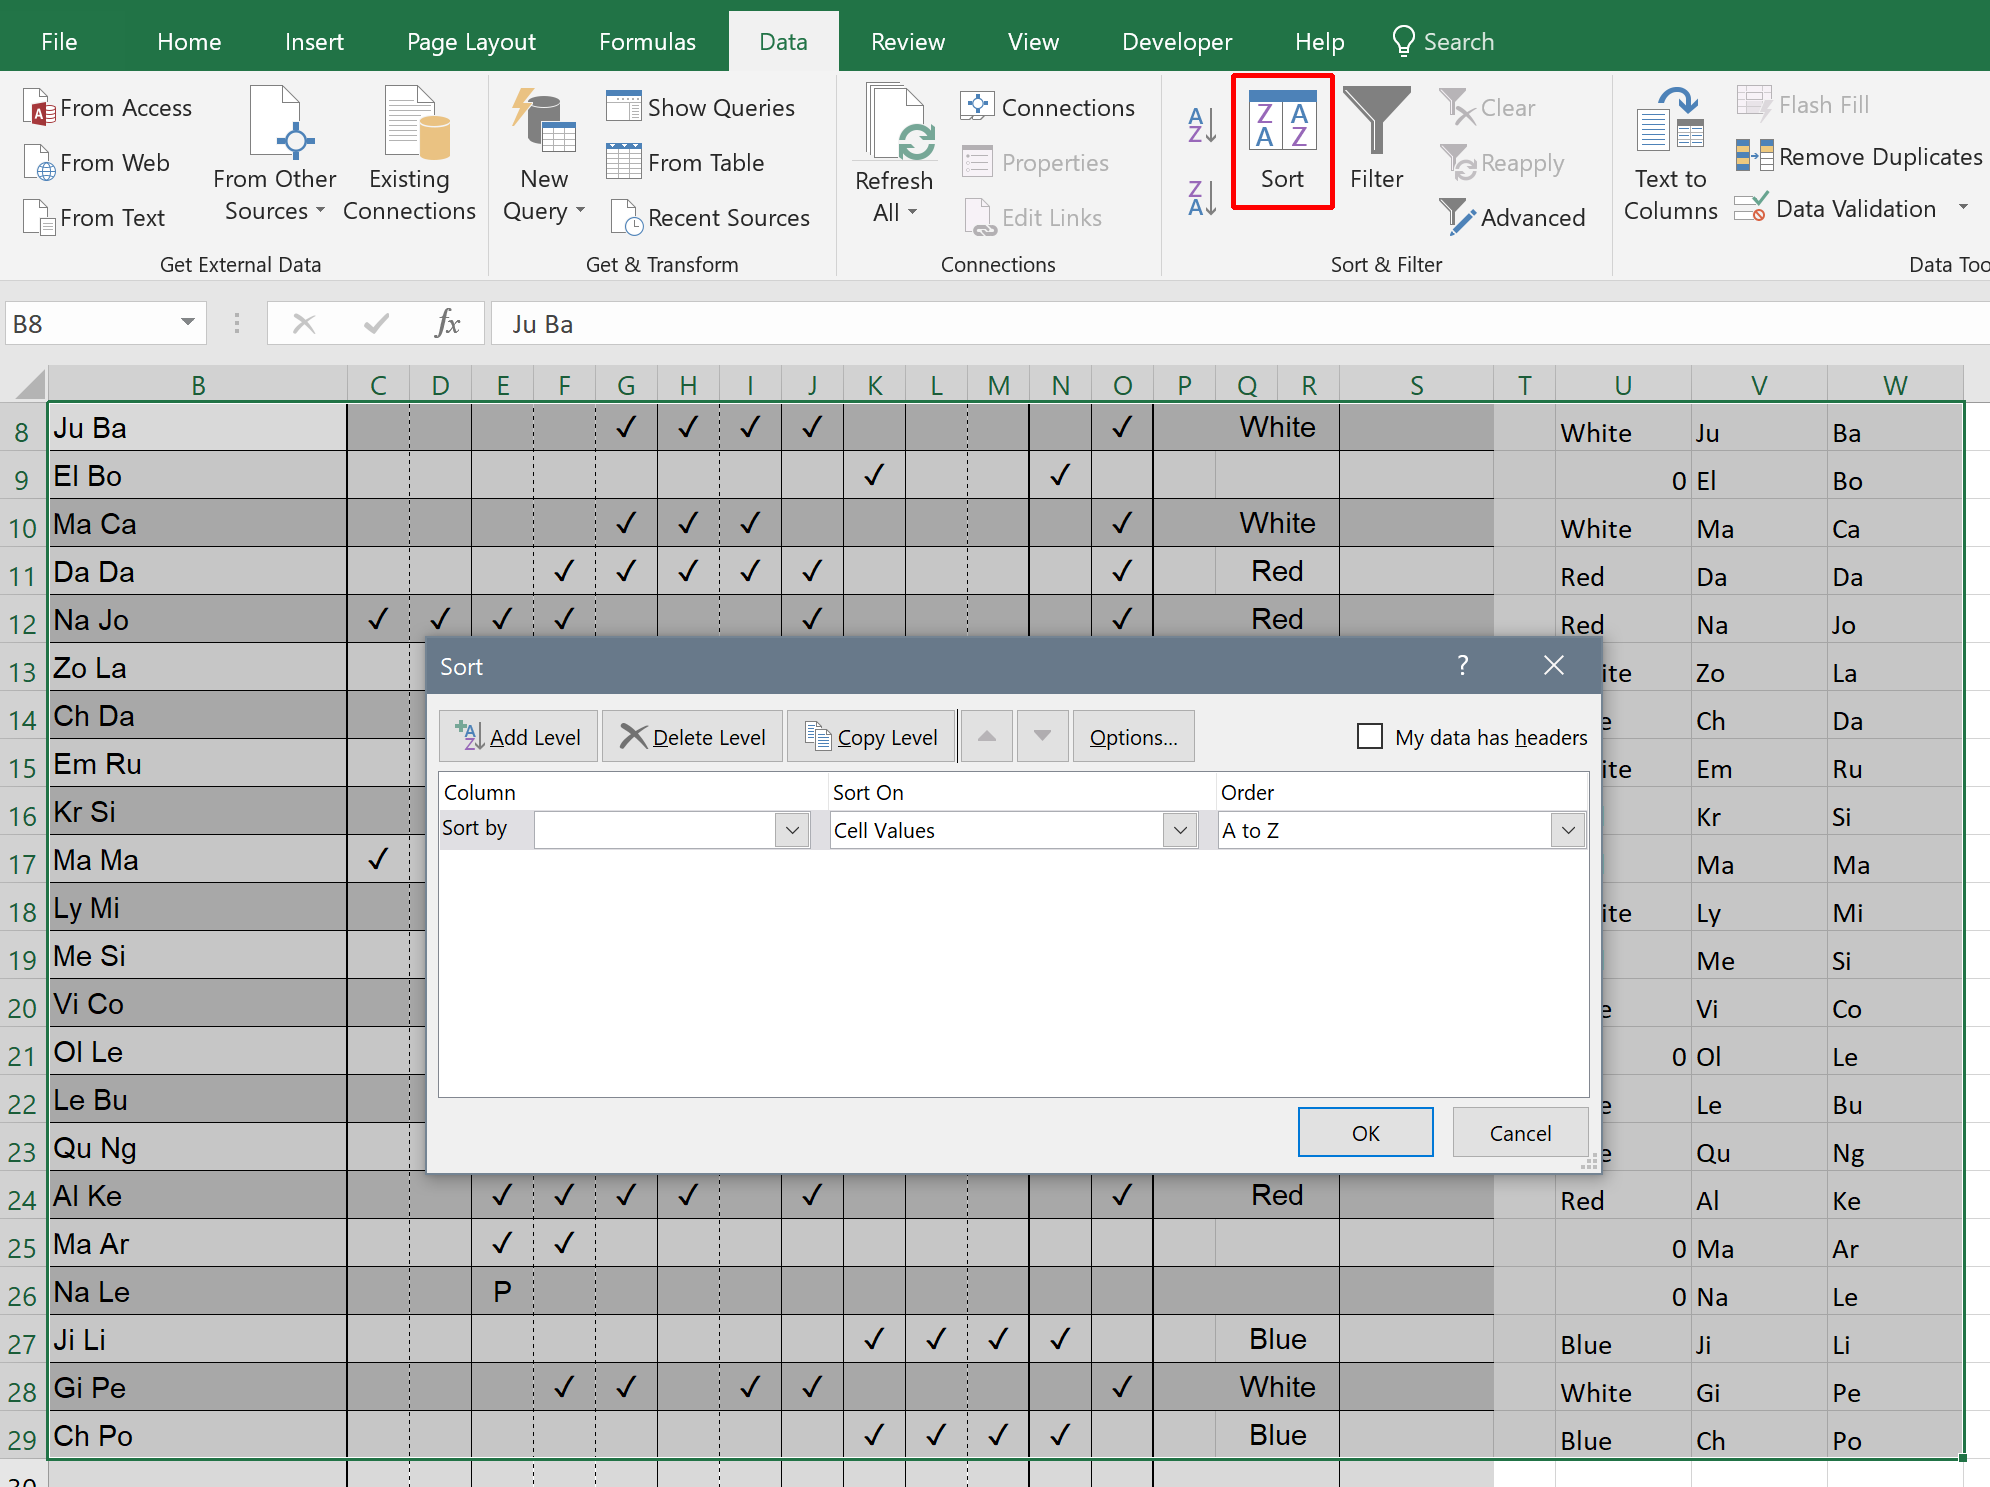 File Home Insert Page Layout Formulas Data Review View Developer Help Search
From Access
From Web
From Text
From Other
Sources
Existing
Connections
Get External Data
New
Query
Show Queries
From Table
Recent Sources
Get & Transform
Refresh
All
Connections
Properties
Edit Links
Connections
A
Z
Z
A
Z A
A Z
Sort
Filter
Clear
Reapply
Advanced
Sort & Filter
Text to
Columns
Flash Fill
Remove Duplicates
Data Validation
Data Too
B8 fx Ju Ba
B C D E F G H I J K L M N O P Q R S T U V W
8 Ju Ba ✓ ✓ ✓ ✓ ✓ White White Ju Ba
9 El Bo ✓ ✓ 0 El Bo
10 Ma Ca ✓ ✓ ✓ ✓ White White Ma Ca
11 Da Da ✓ ✓ ✓ ✓ ✓ ✓ Red Red Da Da
12 Na Jo ✓ ✓ ✓ ✓ ✓ ✓ Red Red Na Jo
13 Zo La ite Zo La
14 Ch Da e Ch Da
15 Em Ru ite Em Ru
16 Kr Si Kr Si
17 Ma Ma ✓ Ma Ma
18 Ly Mi ite Ly Mi
19 Me Si Me Si
20 Vi Co e Vi Co
21 Ol Le 0 Ol Le
22 Le Bu e Le Bu
23 Qu Ng e Qu Ng
24 Al Ke ✓ ✓ ✓ ✓ ✓ ✓ Red Red Al Ke
25 Ma Ar ✓ ✓ 0 Ma Ar
26 Na Le P 0 Na Le
27 Ji Li ✓ ✓ ✓ ✓ Blue Blue Ji Li
28 Gi Pe ✓ ✓ ✓ ✓ ✓ White White Gi Pe
29 Ch Po ✓ ✓ ✓ ✓ Blue Blue Ch Po
30
Sort ?
Add Level Delete Level Copy Level Options... My data has headers
Column Sort On Order
Sort by Cell Values A to Z
OK Cancel